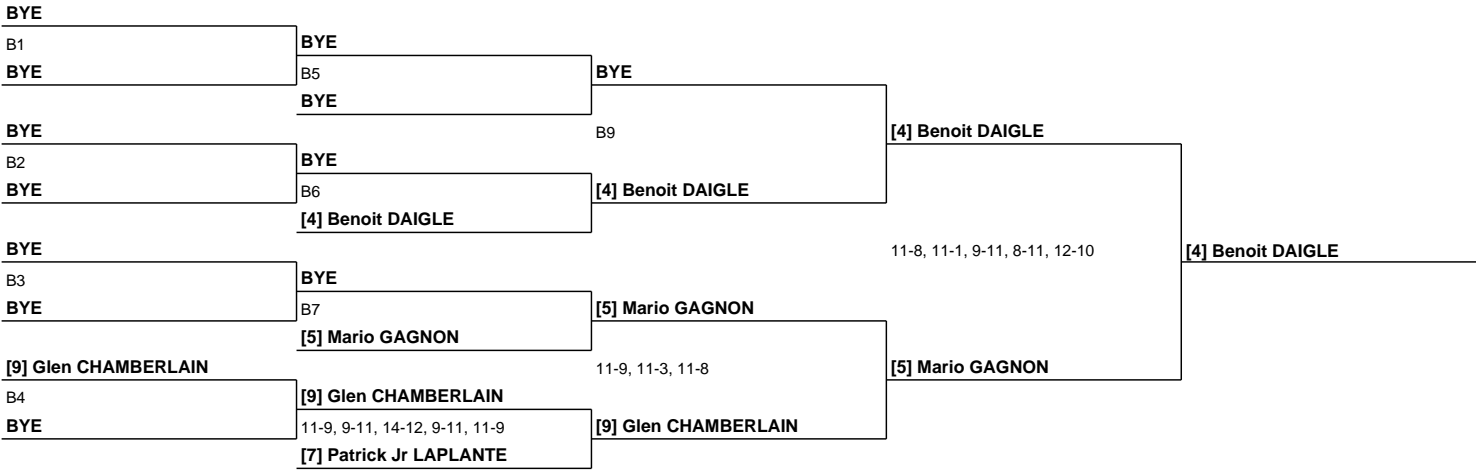 BYE
B1
BYE
BYE
B5
BYE
BYE
BYE
B2
BYE
BYE
B6
[4] Benoit DAIGLE
B9
[4] Benoit DAIGLE
[4] Benoit DAIGLE
BYE
B3
BYE
BYE
B7
[5] Mario GAGNON
[5] Mario GAGNON
[9] Glen CHAMBERLAIN
B4
BYE
[9] Glen CHAMBERLAIN
11-9, 9-11, 14-12, 9-11, 11-9
[7] Patrick Jr LAPLANTE
11-9, 11-3, 11-8
[9] Glen CHAMBERLAIN
[5] Mario GAGNON
11-8, 11-1, 9-11, 8-11, 12-10
[4] Benoit DAIGLE